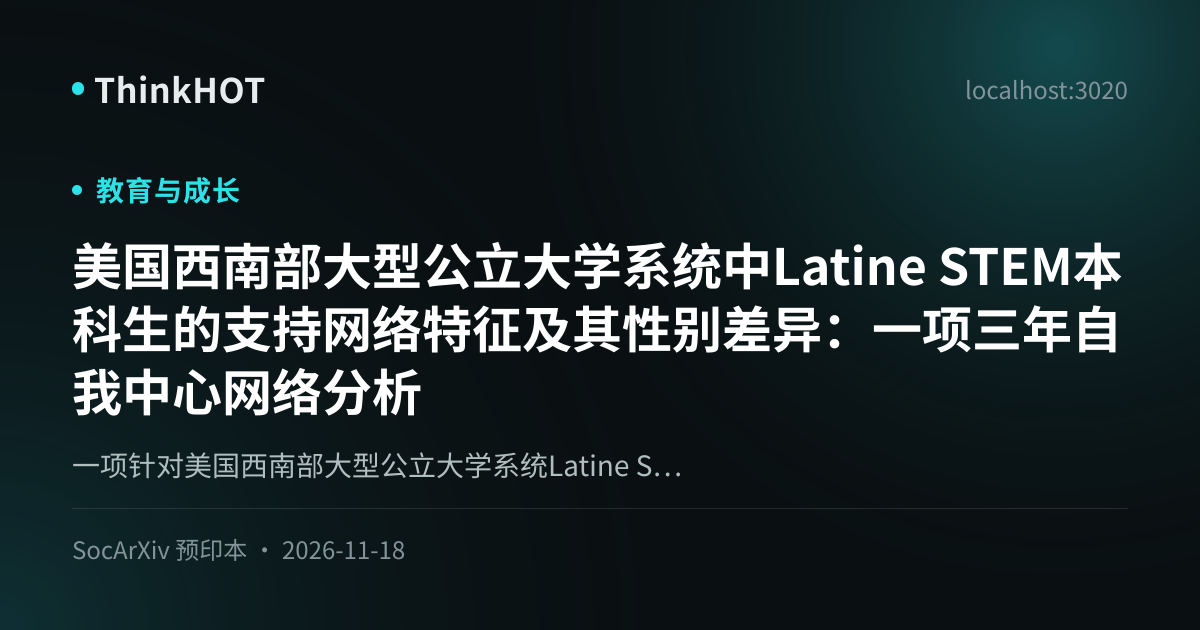 ThinkHOT
localhost:3020
教育与成长
美国西南部大型公立大学系统中Latine STEM本
科生的支持网络特征及其性别差异：一项三年自
我中心网络分析
一项针对美国西南部大型公立大学系统Latine S…
SocArXiv 预印本 · 2026-11-18